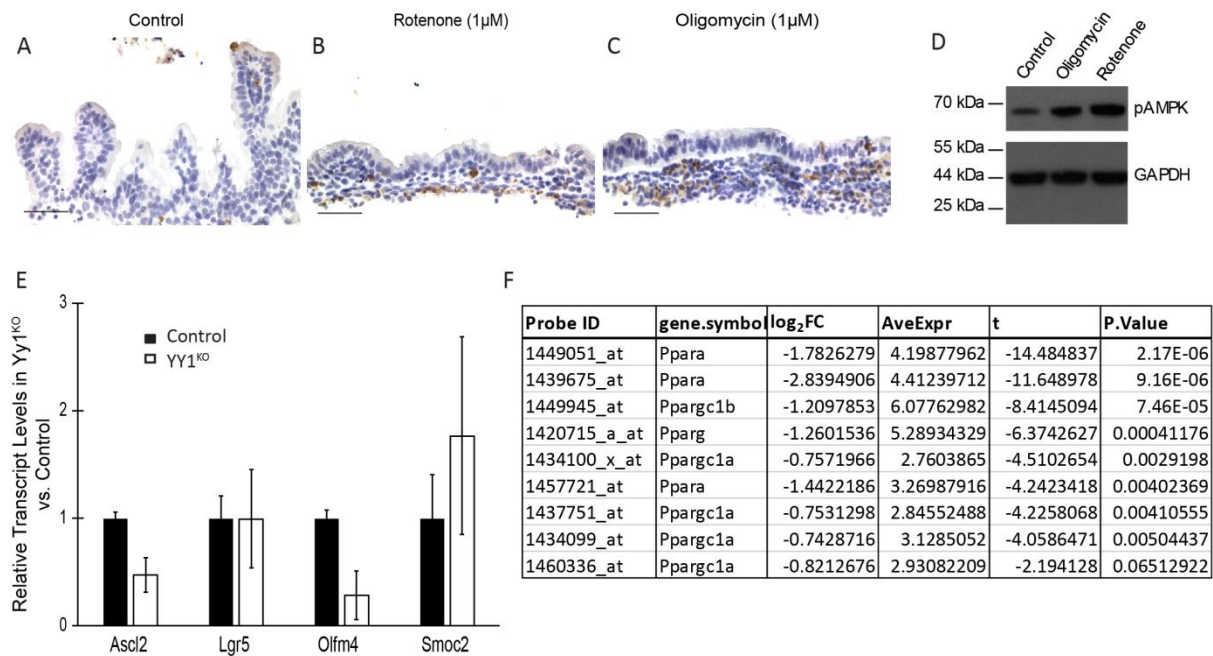 Control
Rotenone (1µM)
Oligomycin (1µM)
A
B
C
D
Control
Oligomycin
Rotenone
70 kDa
pAMPK
55 kDa
44 kDa
GAPDH
25 kDa
E
Relative Transcript Levels in Yy1KO
vs. Control
3
2
1
0
Control
YY1KO
Ascl2 Lgr5 Olfm4 Smoc2
F
Probe ID gene.symbol log2FC AveExpr t P.Value
1449051_at Ppara -1.7826279 4.19877962 -14.484837 2.17E-06
1439675_at Ppara -2.8394906 4.41239712 -11.648978 9.16E-06
1449945_at Ppargc1b -1.2097853 6.07762982 -8.4145094 7.46E-05
1420715_a_at Pparg -1.2601536 5.28934329 -6.3742627 0.00041176
1434100_x_at Ppargc1a -0.7571966 2.7603865 -4.5102654 0.0029198
1457721_at Ppara -1.4422186 3.26987916 -4.2423418 0.00402369
1437751_at Ppargc1a -0.7531298 2.84552488 -4.2258068 0.00410555
1434099_at Ppargc1a -0.7428716 3.1285052 -4.0586471 0.00504437
1460336_at Ppargc1a -0.8212676 2.93082209 -2.194128 0.06512922